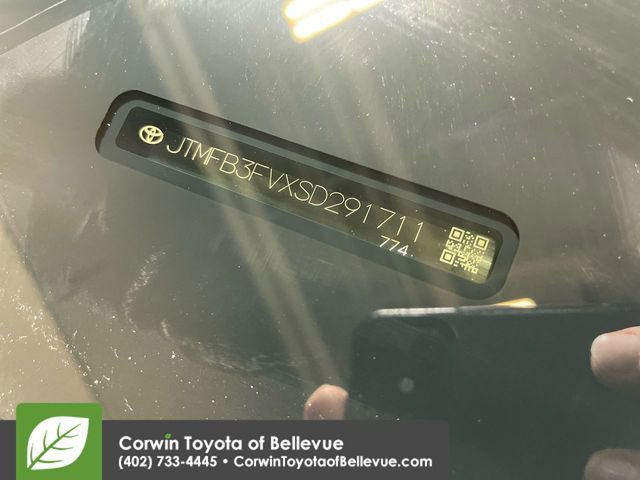 JTMFB3FVXSD291711
774
Corwin Toyota of Bellevue
(402) 733-4445 • CorwinToyotaofBellevue.com